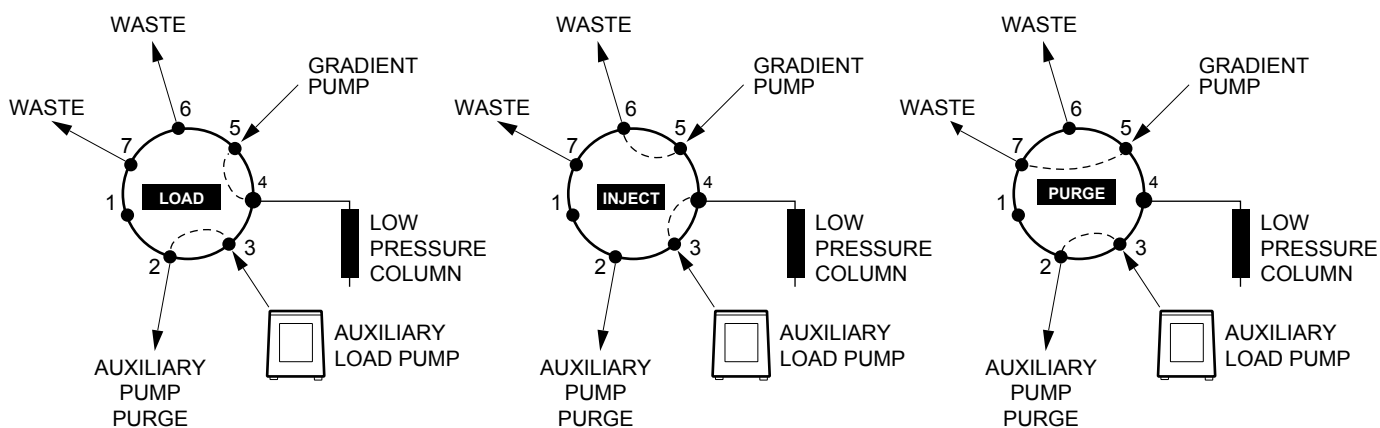 WASTE
GRADIENT
PUMP
WASTE
6
5
7
4
LOAD
1
LOW
PRESSURE
COLUMN
3
2
AUXILIARY
LOAD PUMP
AUXILIARY
PUMP
PURGE
WASTE
GRADIENT
PUMP
WASTE
6
5
7
4
INJECT
1
LOW
PRESSURE
COLUMN
3
2
AUXILIARY
LOAD PUMP
AUXILIARY
PUMP
PURGE
WASTE
GRADIENT
PUMP
WASTE
6
5
7
4
PURGE
1
LOW
PRESSURE
COLUMN
3
2
AUXILIARY
LOAD PUMP
AUXILIARY
PUMP
PURGE